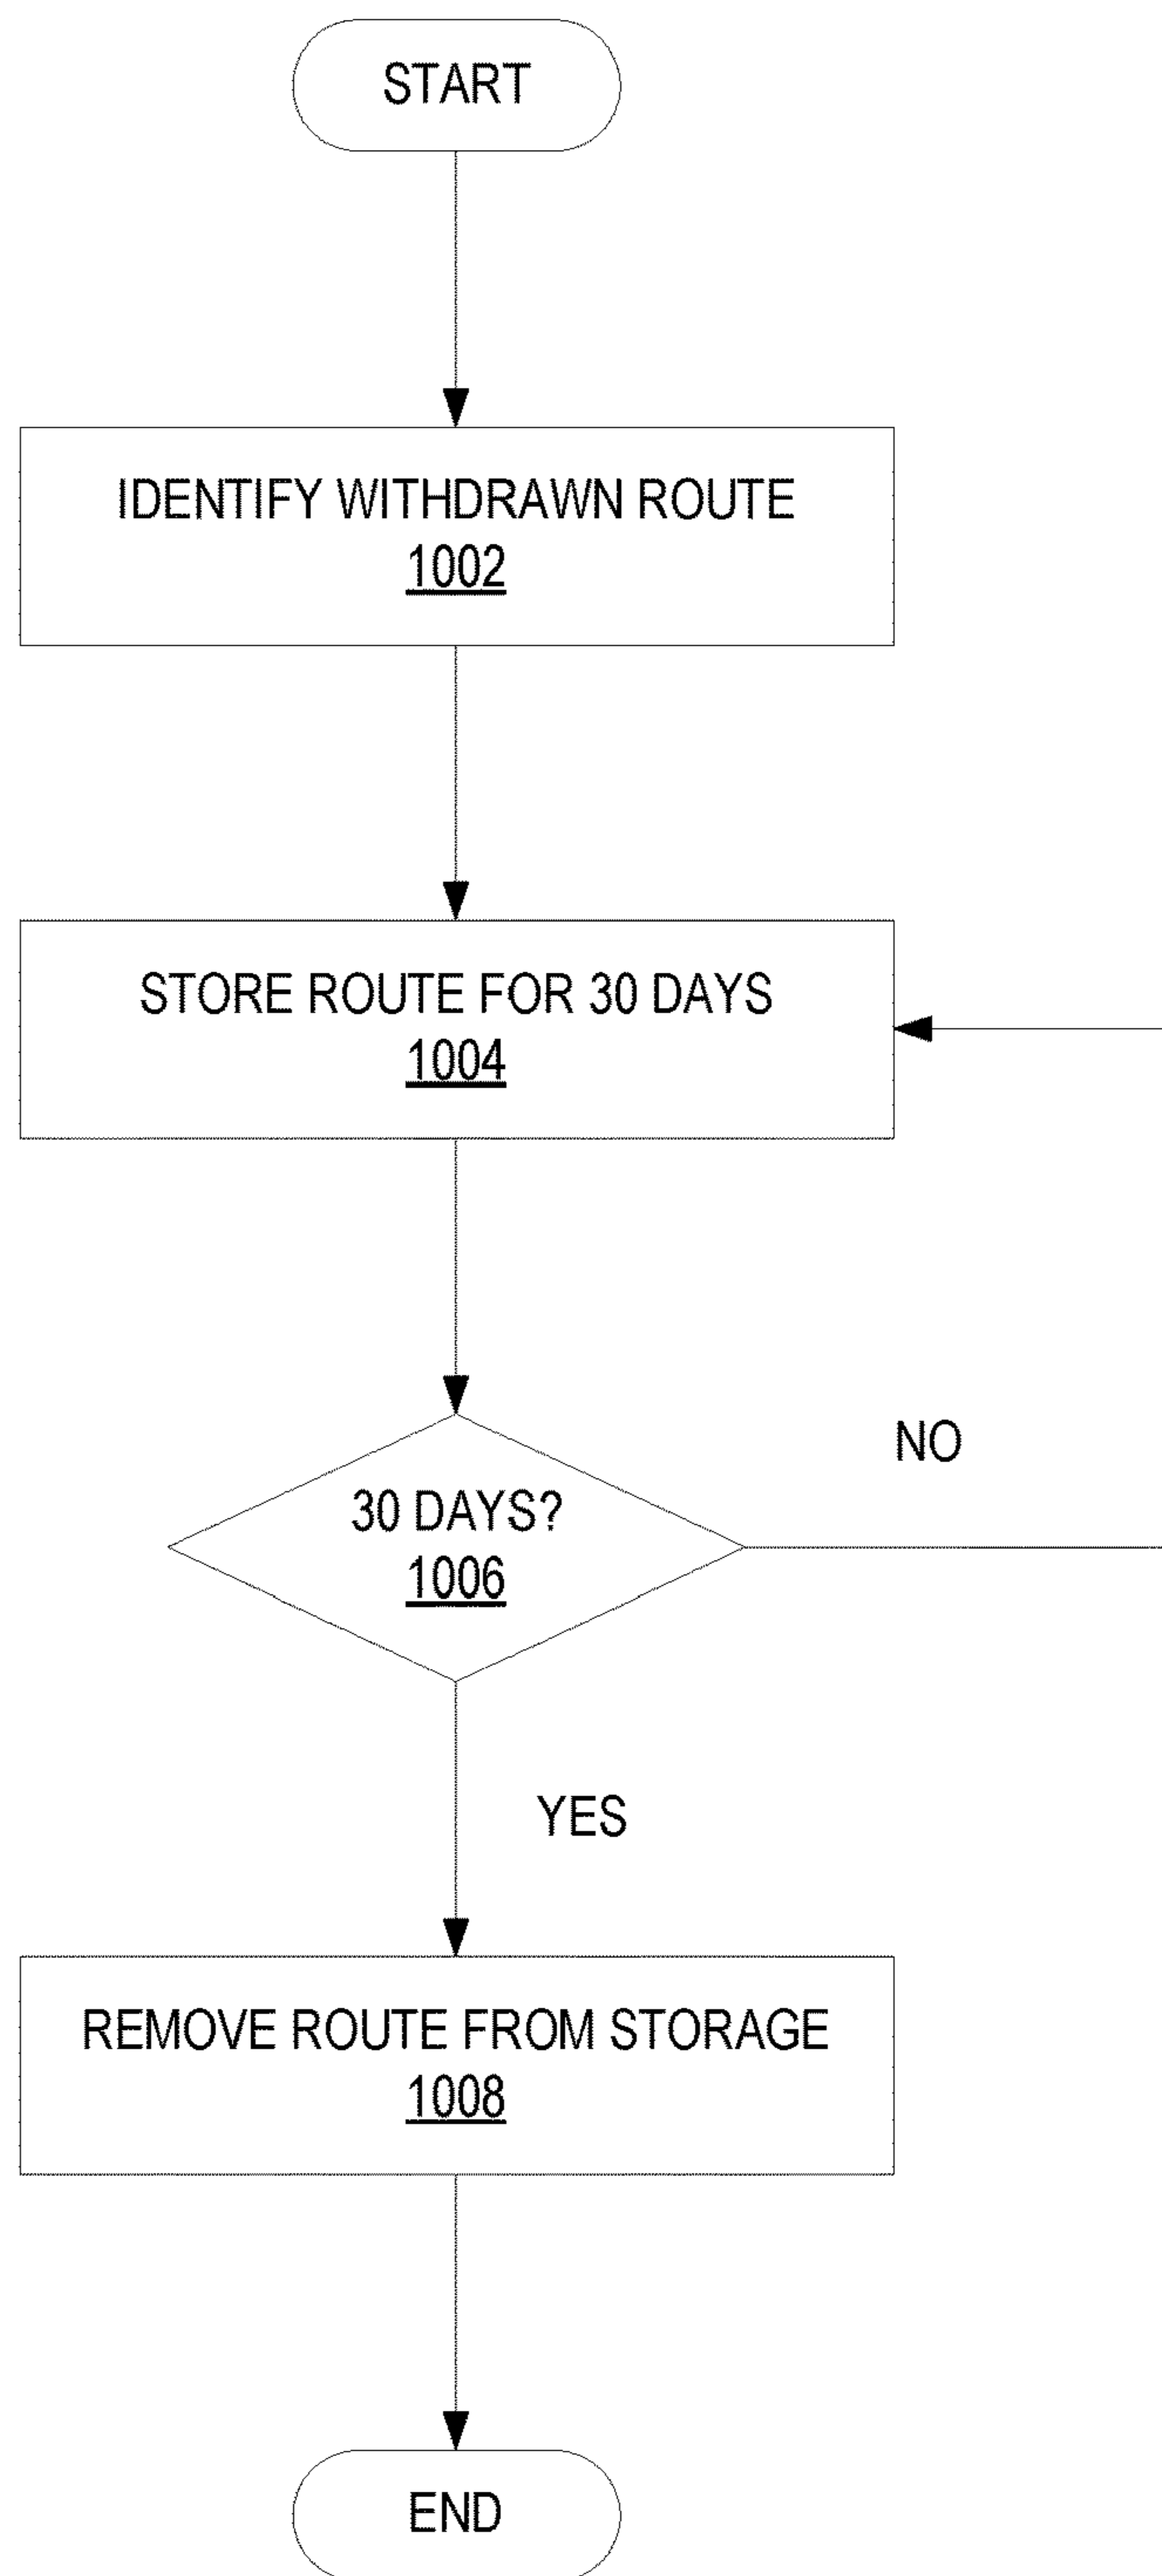 START
IDENTIFY WITHDRAWN ROUTE
1002
STORE ROUTE FOR 30 DAYS
1004
30 DAYS?
1006
NO
YES
REMOVE ROUTE FROM STORAGE
1008
END